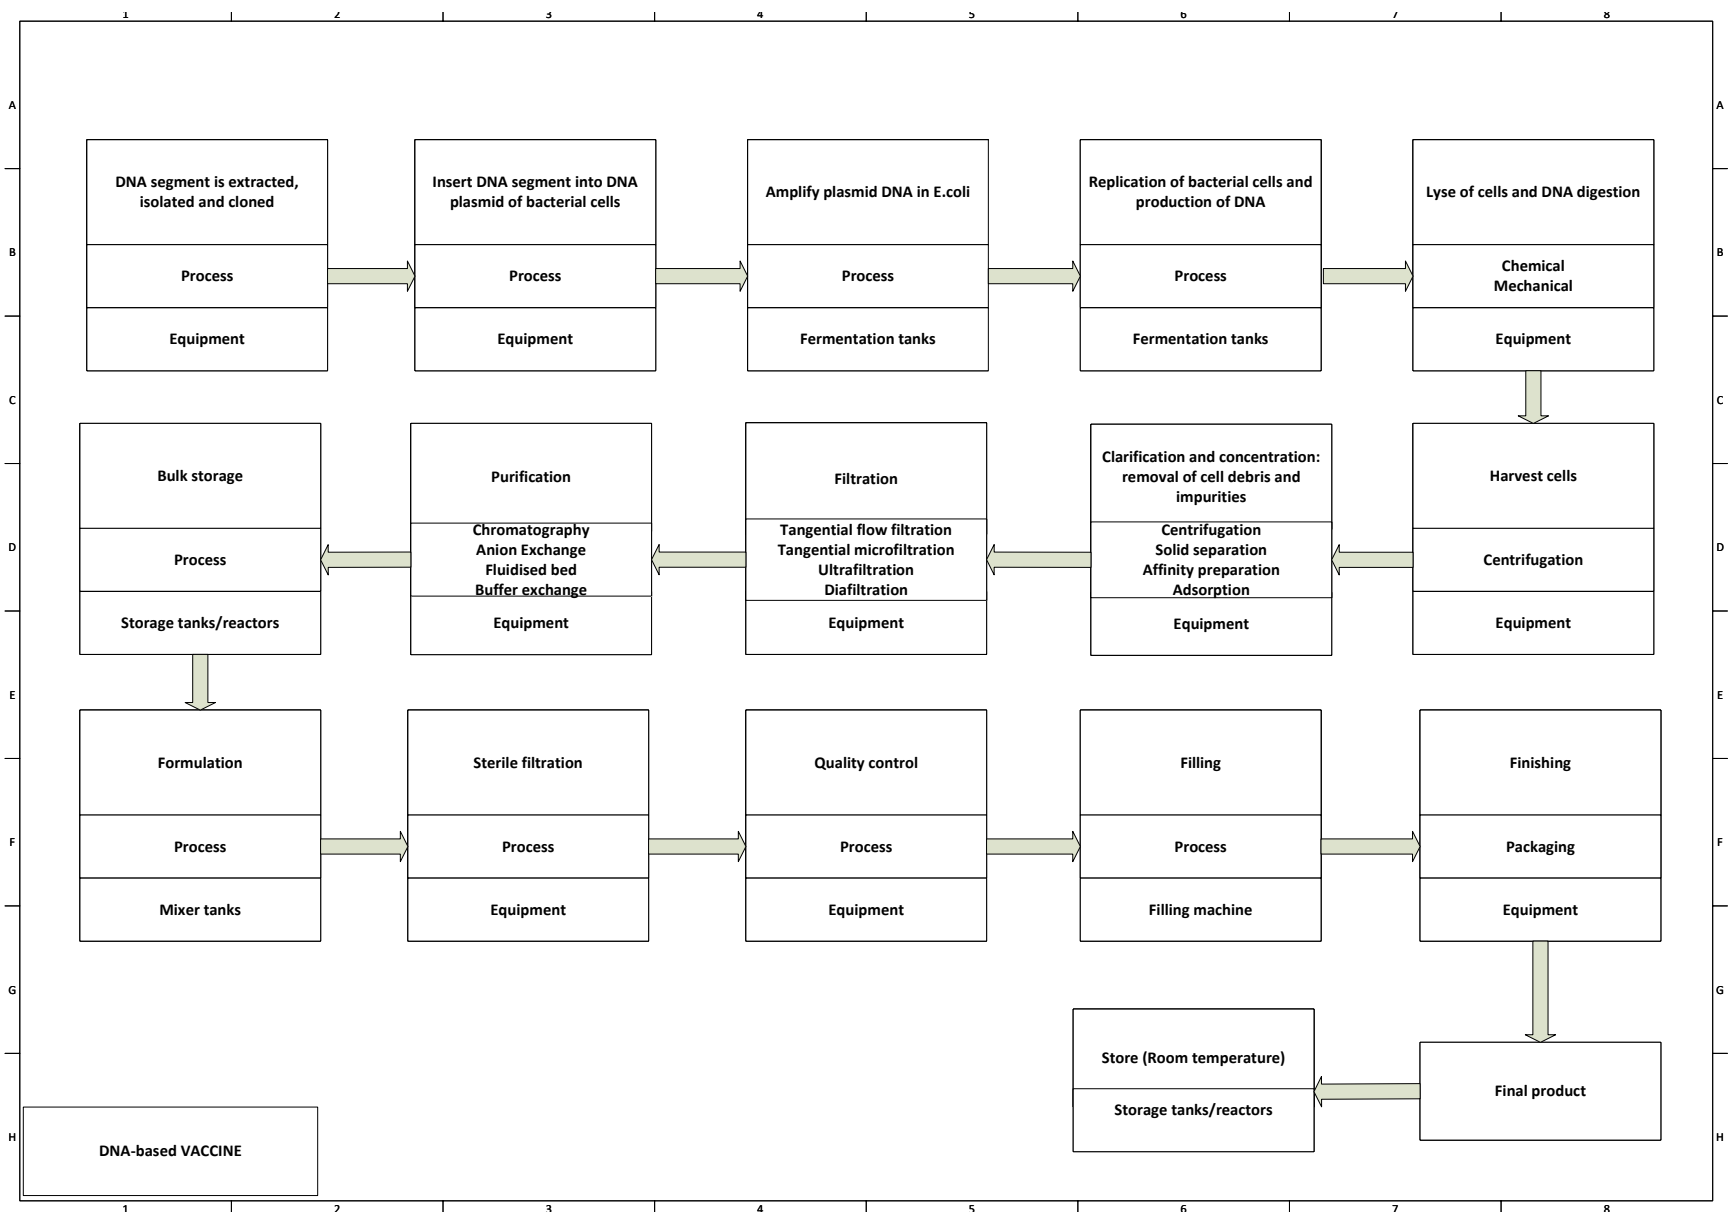 1 2 3 4 5 6 7 8
A A
DNA segment is extracted,
isolated and cloned
Process
Equipment
Insert DNA segment into DNA
plasmid of bacterial cells
Process
Equipment
Amplify plasmid DNA in E.coli
Process
Fermentation tanks
Replication of bacterial cells and
production of DNA
Process
Fermentation tanks
Lyse of cells and DNA digestion
Chemical
Mechanical
Equipment
B B
C C
Bulk storage
Process
Storage tanks/reactors
Purification
Chromatography
Anion Exchange
Fluidised bed
Buffer exchange
Equipment
Filtration
Tangential flow filtration
Tangential microfiltration
Ultrafiltration
Diafiltration
Equipment
Clarification and concentration:
removal of cell debris and
impurities
Centrifugation
Solid separation
Affinity preparation
Adsorption
Equipment
Harvest cells
Centrifugation
Equipment
D D
E E
Formulation
Process
Mixer tanks
Sterile filtration
Process
Equipment
Quality control
Process
Equipment
Filling
Process
Filling machine
Finishing
Packaging
Equipment
F F
G G
Store (Room temperature)
Storage tanks/reactors
Final product
H H
DNA-based VACCINE
1 2 3 4 5 6 7 8